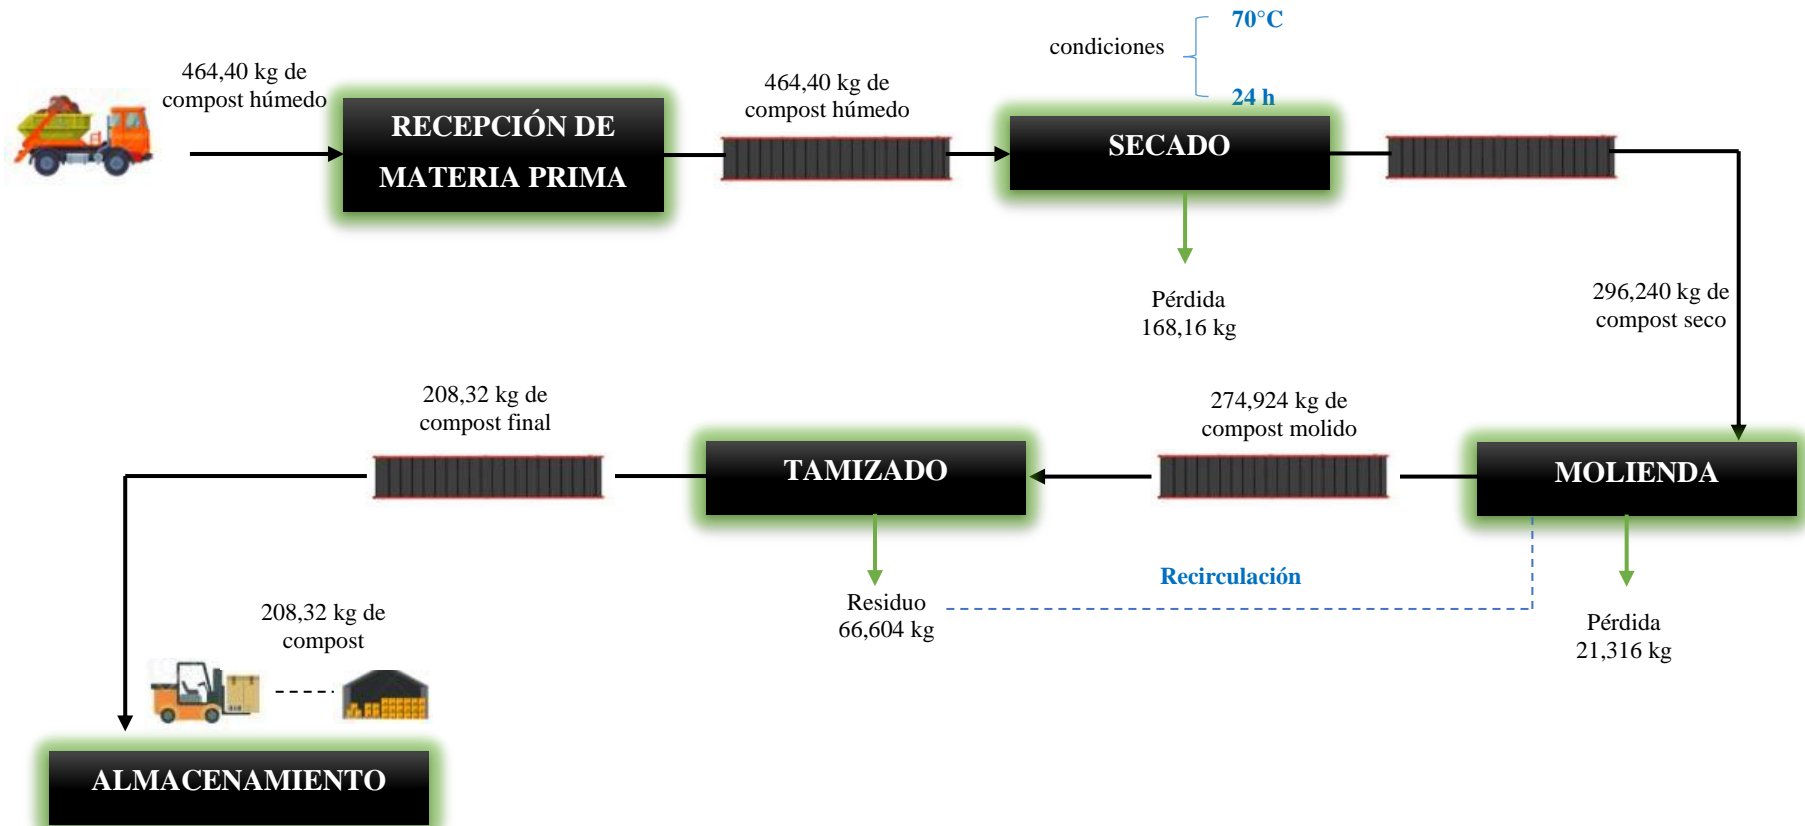 70°C
condiciones
24 h
464,40 kg de
compost húmedo
RECEPCIÓN DE
MATERIA PRIMA
464,40 kg de
compost húmedo
SECADO
Pérdida
168,16 kg
296,240 kg de
compost seco
208,32 kg de
compost final
TAMIZADO
274,924 kg de
compost molido
MOLIENDA
Recirculación
Residuo
66,604 kg
Pérdida
21,316 kg
208,32 kg de
compost
ALMACENAMIENTO